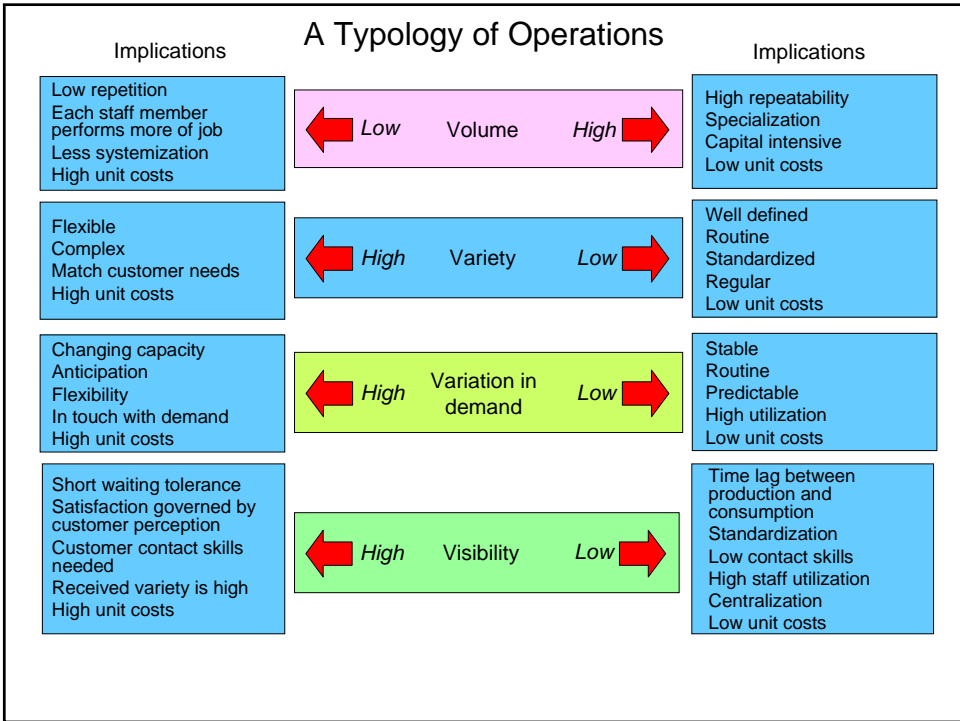 A Typology of Operations
Implications
Implications
Low repetition
Each staff member
performs more of job
Less systemization
High unit costs
Low Volume High
High repeatability
Specialization
Capital intensive
Low unit costs
Flexible
Complex
Match customer needs
High unit costs
High Variety Low
Well defined
Routine
Standardized
Regular
Low unit costs
Changing capacity
Anticipation
Flexibility
In touch with demand
High unit costs
High Variation in Low
demand
Stable
Routine
Predictable
High utilization
Low unit costs
Short waiting tolerance
Satisfaction governed by
customer perception
Customer contact skills
needed
Received variety is high
High unit costs
High Visibility Low
Time lag between
production and
consumption
Standardization
Low contact skills
High staff utilization
Centralization
Low unit costs